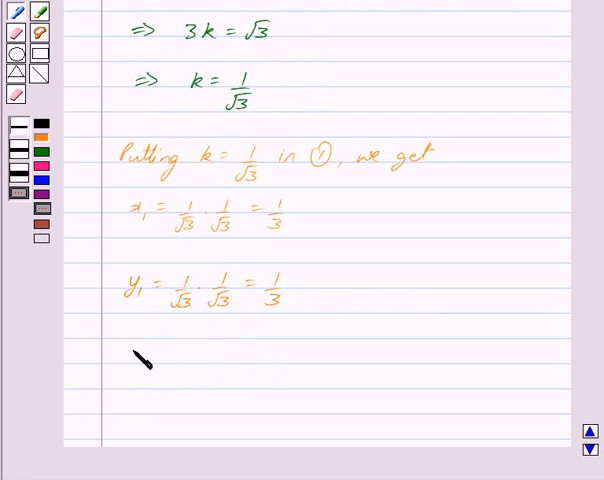 ⇒ 3k = √3
⇒ k = 1/√3
Putting k = 1/√3 in ①, we get
x₁ = 1/√3 . 1/√3 = 1/3
y₁ = 1/√3 . 1/√3 = 1/3